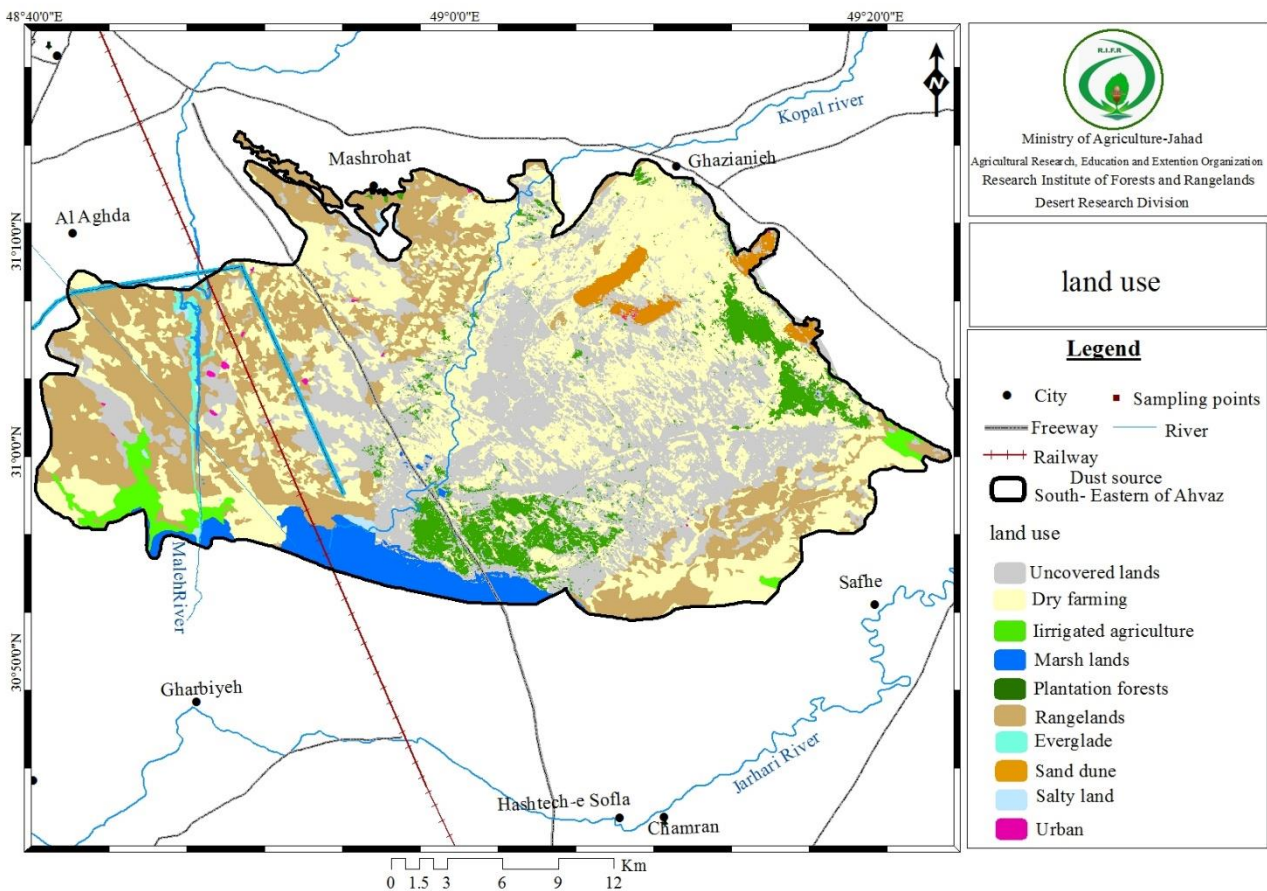 48°40'0"E
49°0'0"E
49°20'0"E
31°10'0"N
31°0'0"N
30°50'0"N
Kopal river
Mashrohat
Ghazianieh
Al Aghda
MalehRiver
Safhe
Gharbiyeh
Jarhari River
Hashtech-e Sofla
Chamran
N
Km
0 1.5 3 6 9 12
R.I.F.R
Ministry of Agriculture-Jahad
Agricultural Research, Education and Extention Organization
Research Institute of Forests and Rangelands
Desert Research Division
land use
Legend
City
Sampling points
Freeway
River
Railway
Dust source
South- Eastern of Ahvaz
land use
Uncovered lands
Dry farming
Iirrigated agriculture
Marsh lands
Plantation forests
Rangelands
Everglade
Sand dune
Salty land
Urban